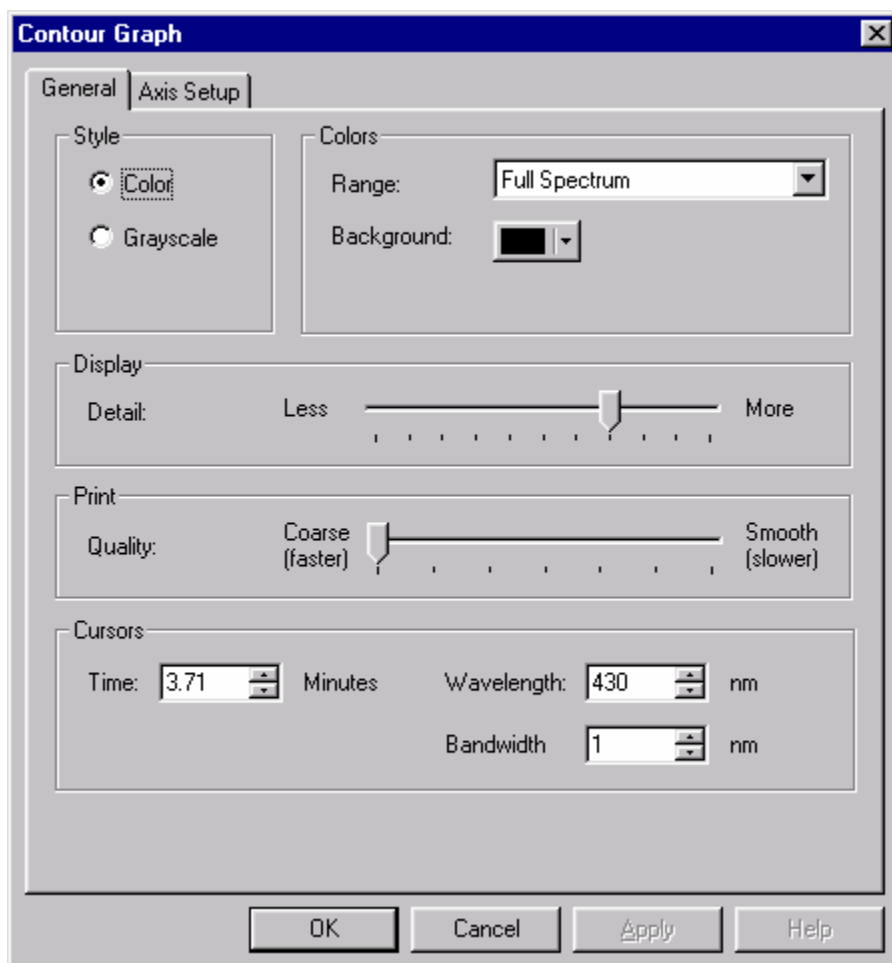 Contour Graph
General
Axis Setup
Style
Color
Grayscale
Colors
Range:
Full Spectrum
Background:
Display
Detail:
Less
More
Print
Quality:
Coarse
(faster)
Smooth
(slower)
Cursors
Time:
3.71
Minutes
Wavelength:
430
nm
Bandwidth
1
nm
OK
Cancel
Apply
Help